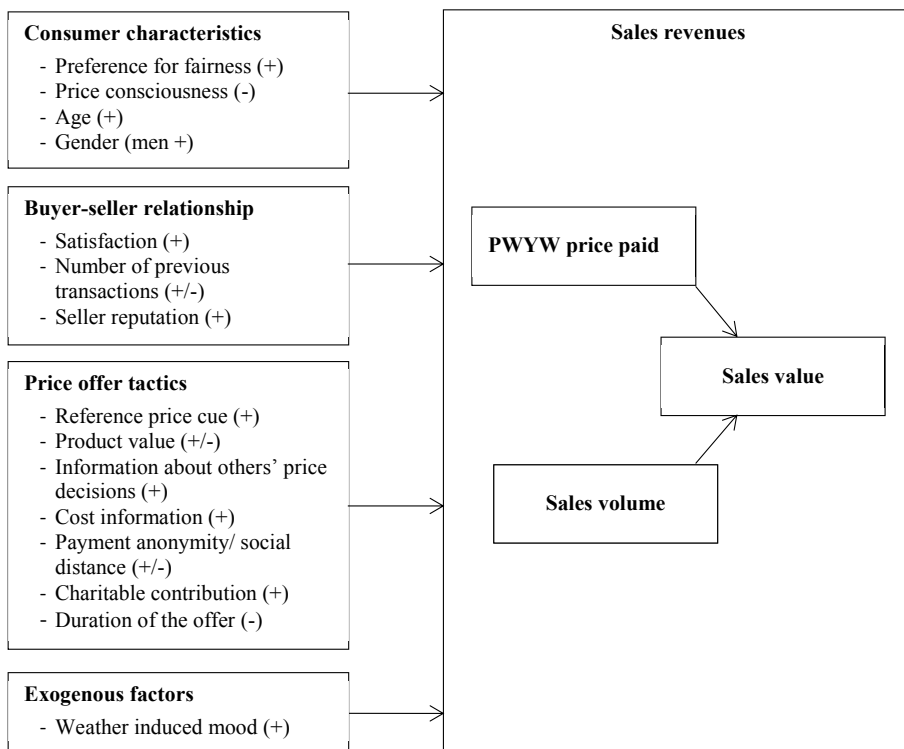 Consumer characteristics
- Preference for fairness (+)
- Price consciousness (-)
- Age (+)
- Gender (men +)
Buyer-seller relationship
- Satisfaction (+)
- Number of previous
transactions (+/-)
- Seller reputation (+)
Price offer tactics
- Reference price cue (+)
- Product value (+/-)
- Information about others’ price
decisions (+)
- Cost information (+)
- Payment anonymity/ social
distance (+/-)
- Charitable contribution (+)
- Duration of the offer (-)
Exogenous factors
- Weather induced mood (+)
Sales revenues
PWYW price paid
Sales value
Sales volume